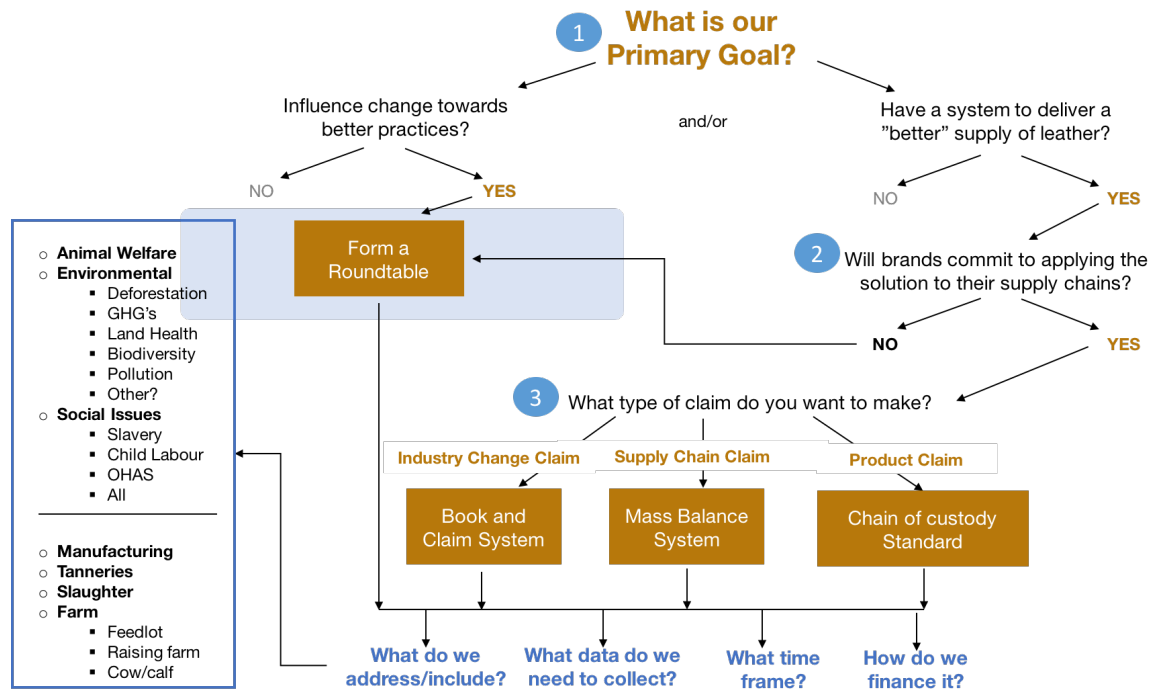 1
What is our
Primary Goal?
Influence change towards
better practices?
and/or
Have a system to deliver a
”better” supply of leather?
NO
YES
NO
YES
Form a
Roundtable
2
Will brands commit to applying the
solution to their supply chains?
NO
YES
3
What type of claim do you want to make?
Industry Change Claim
Supply Chain Claim
Product Claim
Book and
Claim System
Mass Balance
System
Chain of custody
Standard
What do we
address/include?
What data do we
need to collect?
What time
frame?
How do we
finance it?
Animal Welfare
Environmental
Deforestation
GHG’s
Land Health
Biodiversity
Pollution
Other?
Social Issues
Slavery
Child Labour
OHAS
All
Manufacturing
Tanneries
Slaughter
Farm
Feedlot
Raising farm
Cow/calf